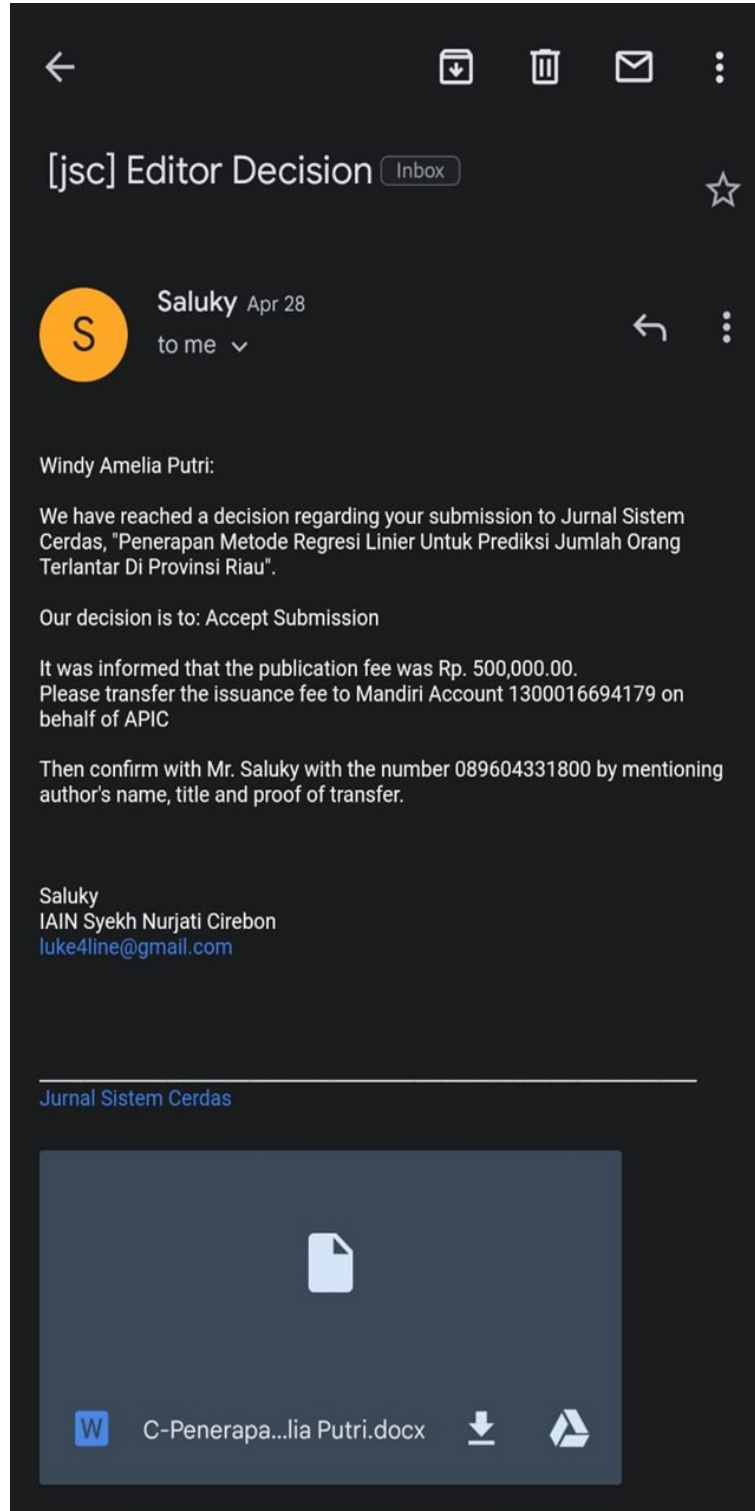 [jsc] Editor Decision Inbox
S
Saluky Apr 28
to me
Windy Amelia Putri:
We have reached a decision regarding your submission to Jurnal Sistem
Cerdas, "Penerapan Metode Regresi Linier Untuk Prediksi Jumlah Orang
Terlantar Di Provinsi Riau".
Our decision is to: Accept Submission
It was informed that the publication fee was Rp. 500,000.00.
Please transfer the issuance fee to Mandiri Account 1300016694179 on
behalf of APIC
Then confirm with Mr. Saluky with the number 089604331800 by mentioning
author's name, title and proof of transfer.
Saluky
IAIN Syekh Nurjati Cirebon
luke4line@gmail.com
Jurnal Sistem Cerdas
W C-Penerapa...lia Putri.docx